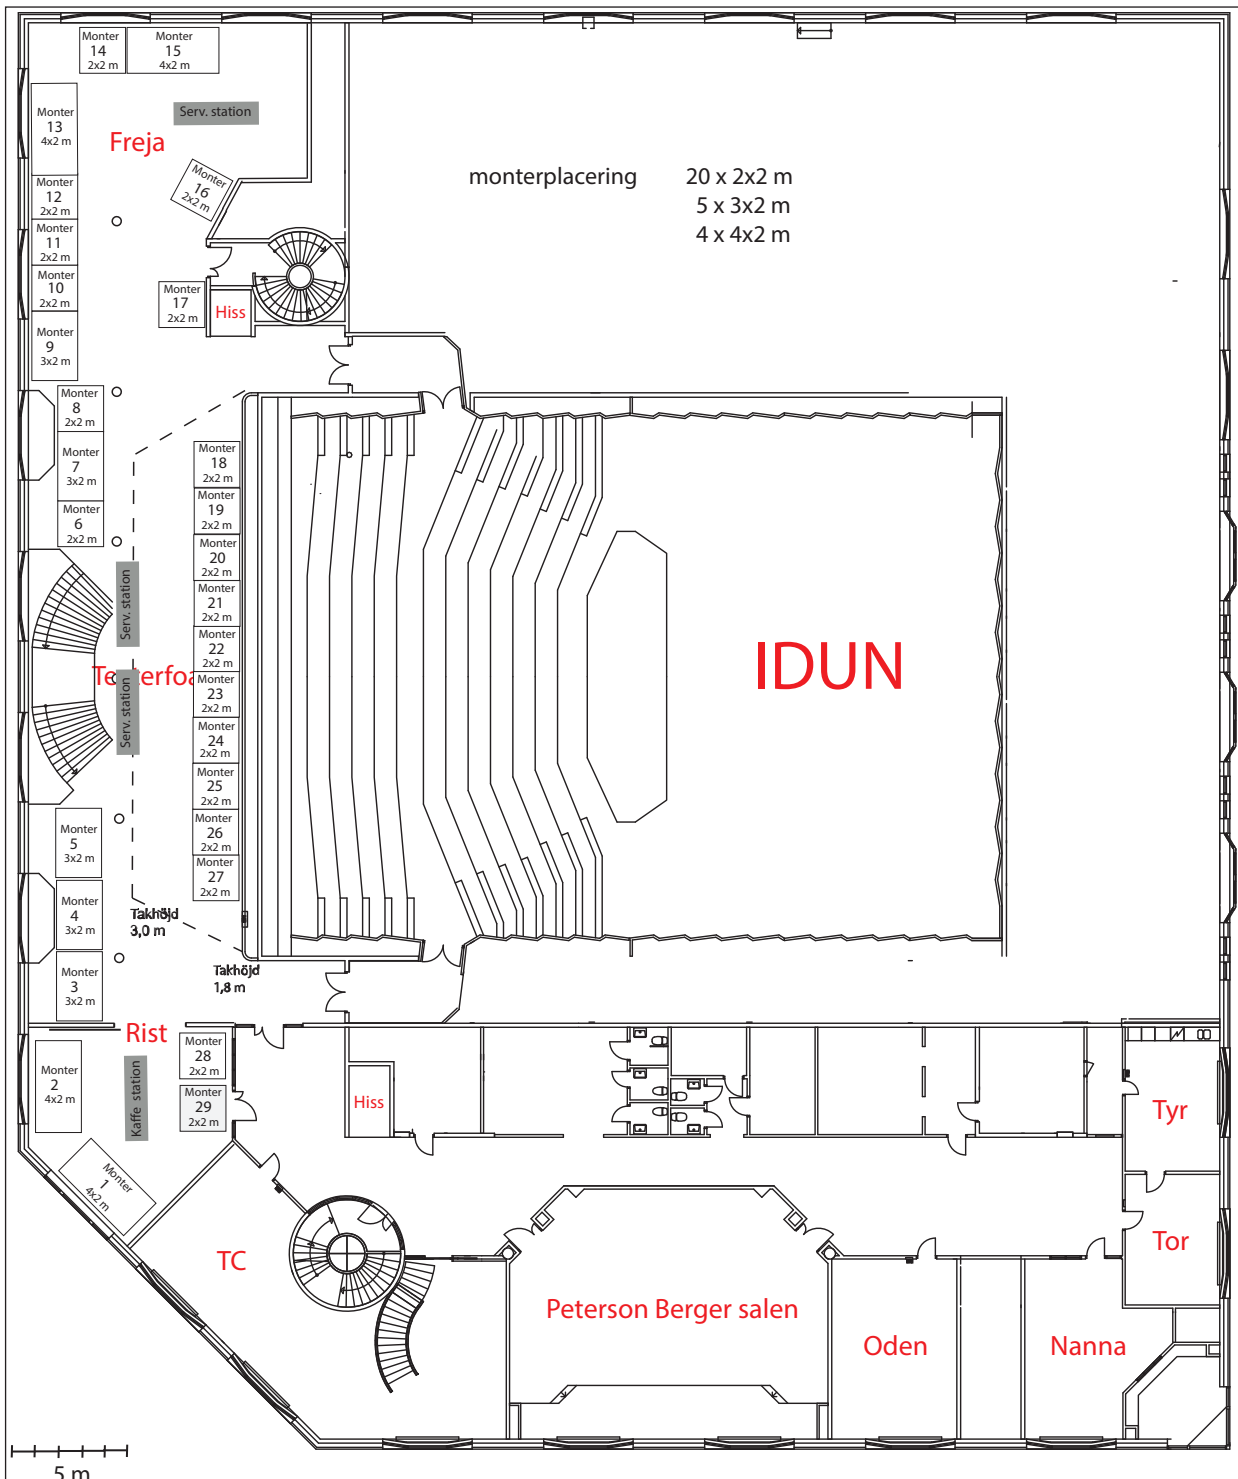 Monter
14
2x2 m
Monter
15
4x2 m
Serv. station
Monter
13
4x2 m
Freja
Monter
16
2x2 m
Monter
12
2x2 m
monterplacering 20 x 2x2 m
5 x 3x2 m
4 x 4x2 m
Monter
11
2x2 m
Monter
10
2x2 m
Monter
17
2x2 m
Hiss
Monter
9
3x2 m
Monter
8
2x2 m
Monter
7
3x2 m
Monter
6
2x2 m
Monter
18
2x2 m
Monter
19
2x2 m
Monter
20
2x2 m
Monter
21
2x2 m
Monter
22
2x2 m
Monter
23
2x2 m
Monter
24
2x2 m
Monter
25
2x2 m
Monter
26
2x2 m
Monter
27
2x2 m
Serv. station
Serv. station
IDUN
Monter
5
3x2 m
Monter
4
3x2 m
Takhöjd
3,0 m
Monter
3
3x2 m
Takhöjd
1,8 m
Rist
Monter
28
2x2 m
Monter
2
4x2 m
Kaffe station
Monter
29
2x2 m
Hiss
Monter
1
4x2 m
Tyr
Tor
TC
Peterson Berger salen
Oden
Nanna
5 m